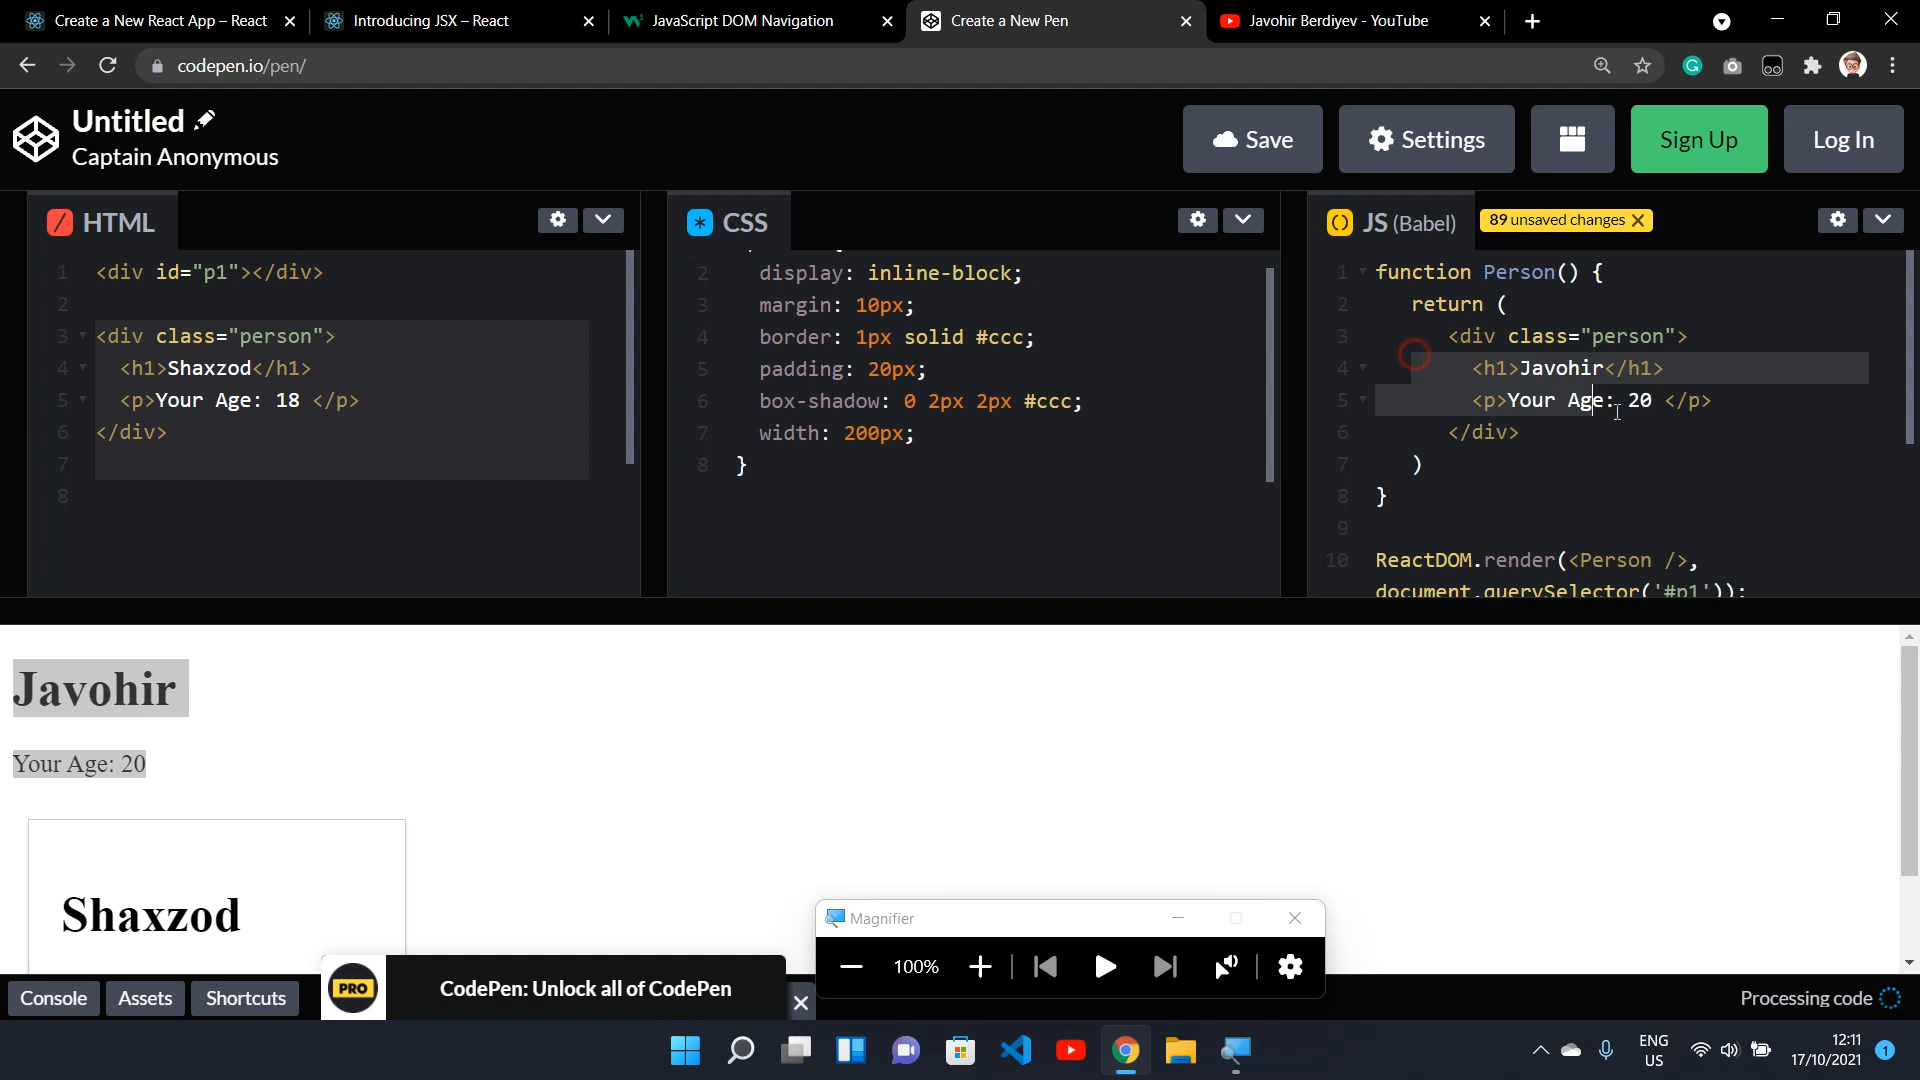 Create a New React App – React
Introducing JSX – React
JavaScript DOM Navigation
Create a New Pen
Javohir Berdiyev - YouTube
codepen.io/pen/
Untitled
Captain Anonymous
Save
Settings
Sign Up
Log In
HTML
1 <div id="p1"></div>
2
3 <div class="person">
4 <h1>Shaxzod</h1>
5 <p>Your Age: 18 </p>
6 </div>
7
8
CSS
2 display: inline-block;
3 margin: 10px;
4 border: 1px solid #ccc;
5 padding: 20px;
6 box-shadow: 0 2px 2px #ccc;
7 width: 200px;
8 }
JS (Babel)
89 unsaved changes X
1 function Person() {
2 return (
3 <div class="person">
4 <h1>Javohir</h1>
5 <p>Your Age: 20 </p>
6 </div>
7 )
8 }
9
10 ReactDOM.render(<Person />,
document.querySelector('#p1'));
Javohir
Your Age: 20
Shaxzod
Magnifier
100%
Console
Assets
Shortcuts
PRO
CodePen: Unlock all of CodePen
Processing code
ENG
US
12:11
17/10/2021
1